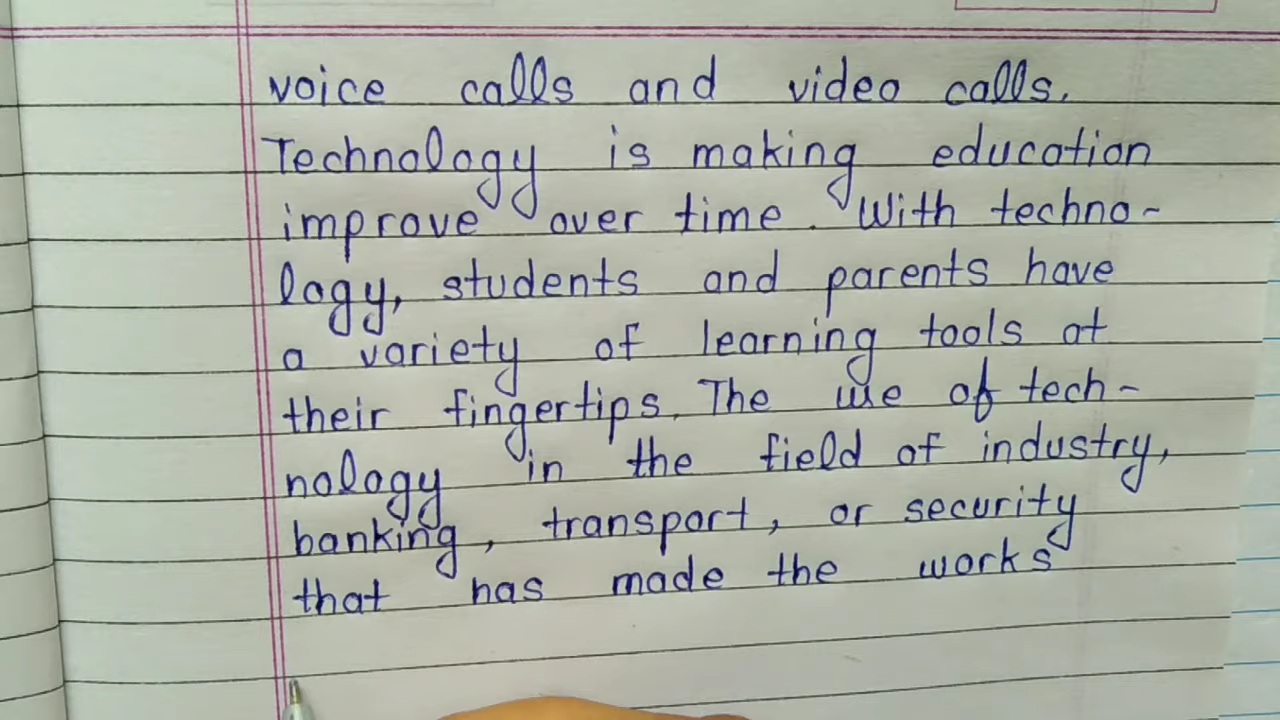 voice calls and video calls.
Technology is making education
improve over time. With techno-
logy, students and parents have
a variety of learning tools at
their fingertips. The use of tech-
nology in the field of industry,
banking, transport, or security
that has made the works